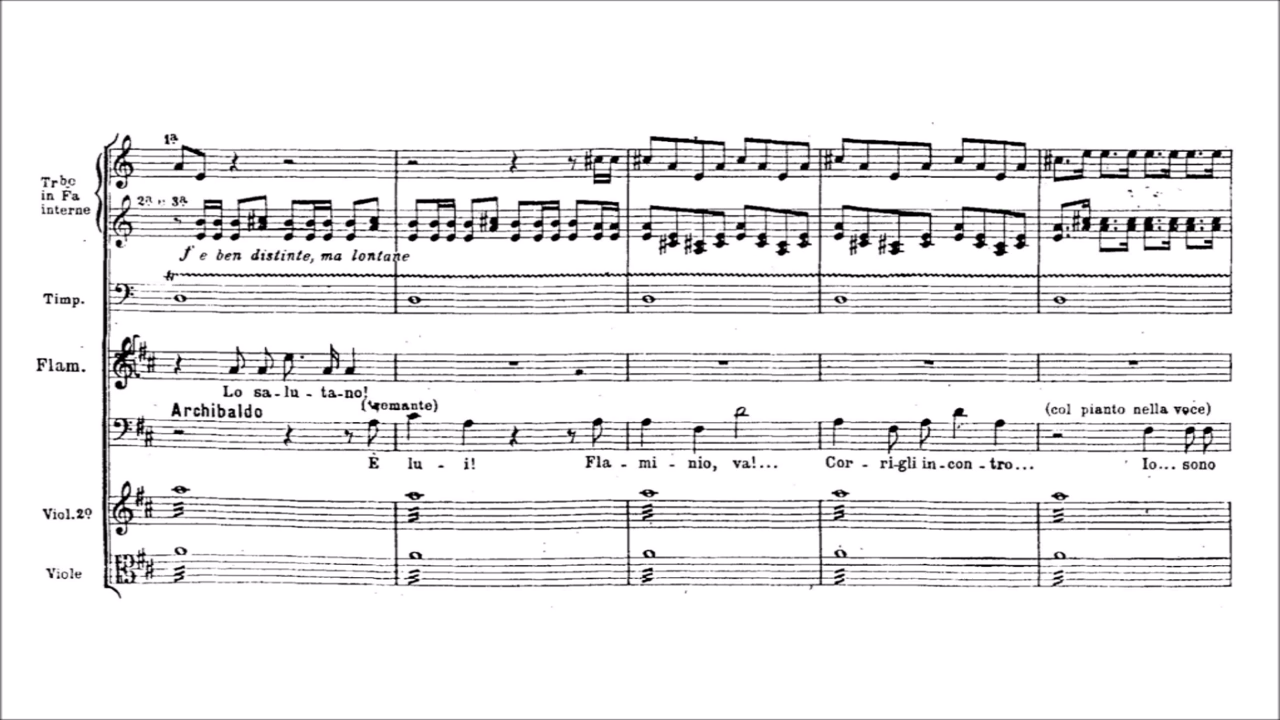 1ª
Trbe
in Fa
interne
2ª e 3ª
f e ben distinte, ma lontane
Timp.
Flam.
Lo sa-lu-ta-no!
Archibaldo
(tremante)
È lu-i! Fla-mi-nio, va!... Cor-ri-gli in-con-tro...
(col pianto nella voce)
Io... sono
Viol. 2º
Viole